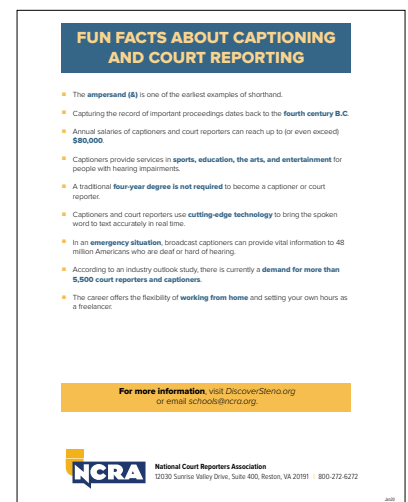 FUN FACTS ABOUT CAPTIONING
AND COURT REPORTING
The ampersand (&) is one of the earliest examples of shorthand.
Capturing the record of important proceedings dates back to the fourth century B.C.
Annual salaries of captioners and court reporters can reach up to (or even exceed)
$80,000.
Captioners provide services in sports, education, the arts, and entertainment for
people with hearing impairments.
A traditional four-year degree is not required to become a captioner or court
reporter.
Captioners and court reporters use cutting-edge technology to bring the spoken
word to text accurately in real time.
In an emergency situation, broadcast captioners can provide vital information to 48
million Americans who are deaf or hard of hearing.
According to an industry outlook study, there is currently a demand for more than
5,500 court reporters and captioners.
The career offers the flexibility of working from home and setting your own hours as
a freelancer.
For more information, visit DiscoverSteno.org
or email schools@ncra.org.
NCRA
National Court Reporters Association
12030 Sunrise Valley Drive, Suite 400, Reston, VA 20191 | 800-272-6272